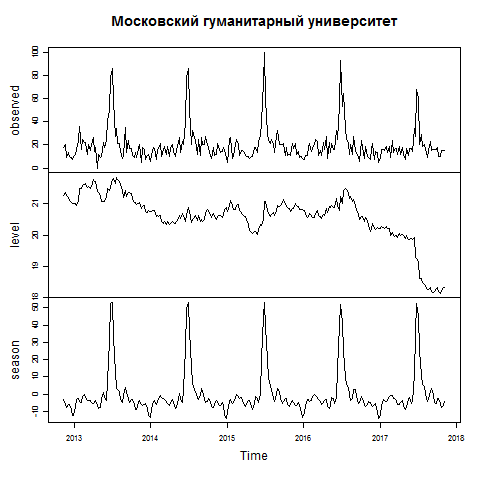 Московский гуманитарный университет
observed
0 20 40 60 80 100
level
18 19 20 21
season
-10 0 10 20 30 40 50
2013 2014 2015 2016 2017 2018
Time